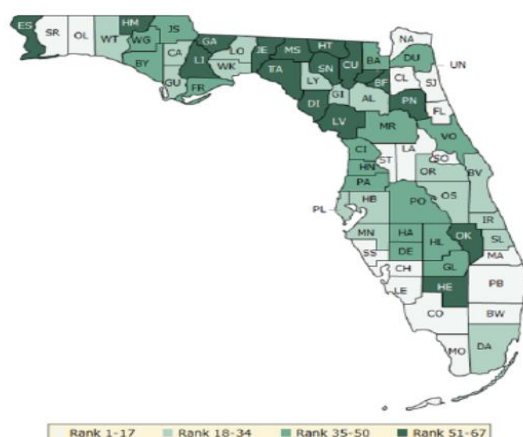 ES SR OL WT HM WG JS BY CA GU LI GA FR LO WK JE MS HT BA NA DU UN
TA LY SN CU CL SJ
DI GI AL BF PN FL
LV MR VO
CI LA
HN ST SO
PA OR BV
PL HB PO OS
IR
MN HA HL OK SL
SS DE MA
CH GL PB
LE HE
CO BW
MO DA
Rank 1-17 Rank 18-34 Rank 35-50 Rank 51-67